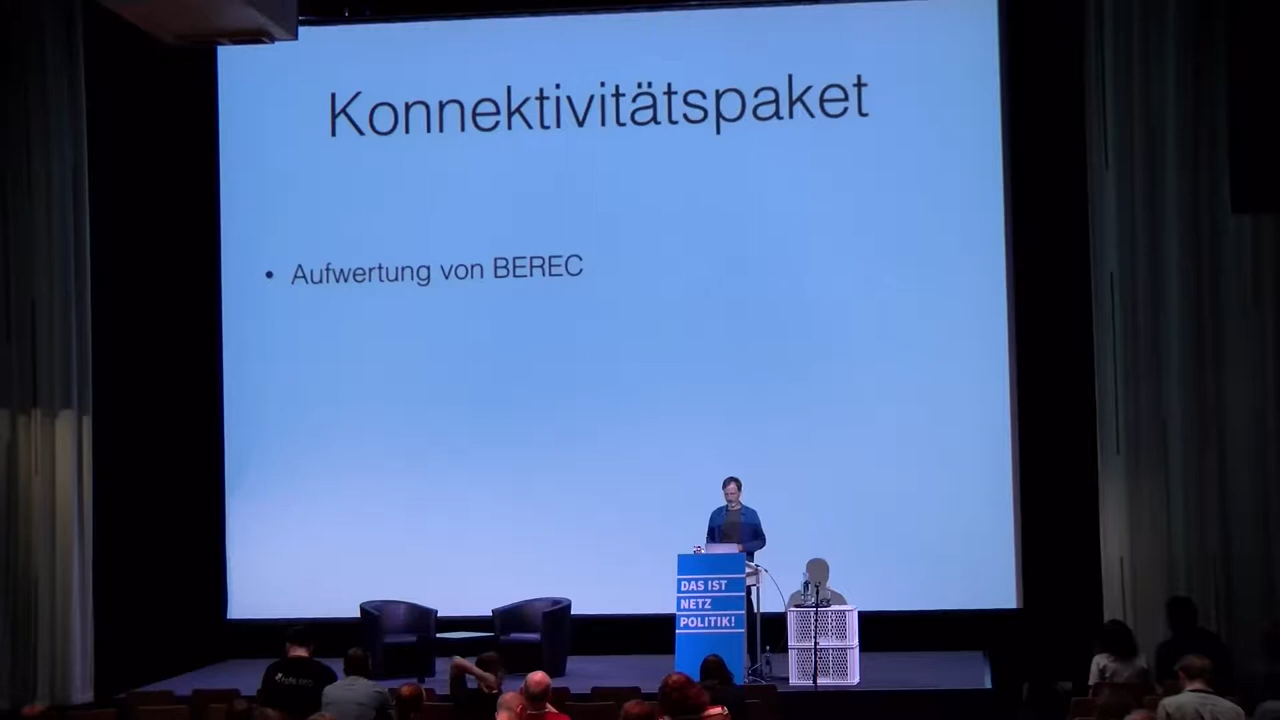 Konnektivitätspaket
• Aufwertung von BEREC
DAS IST
NETZ
POLITIK!